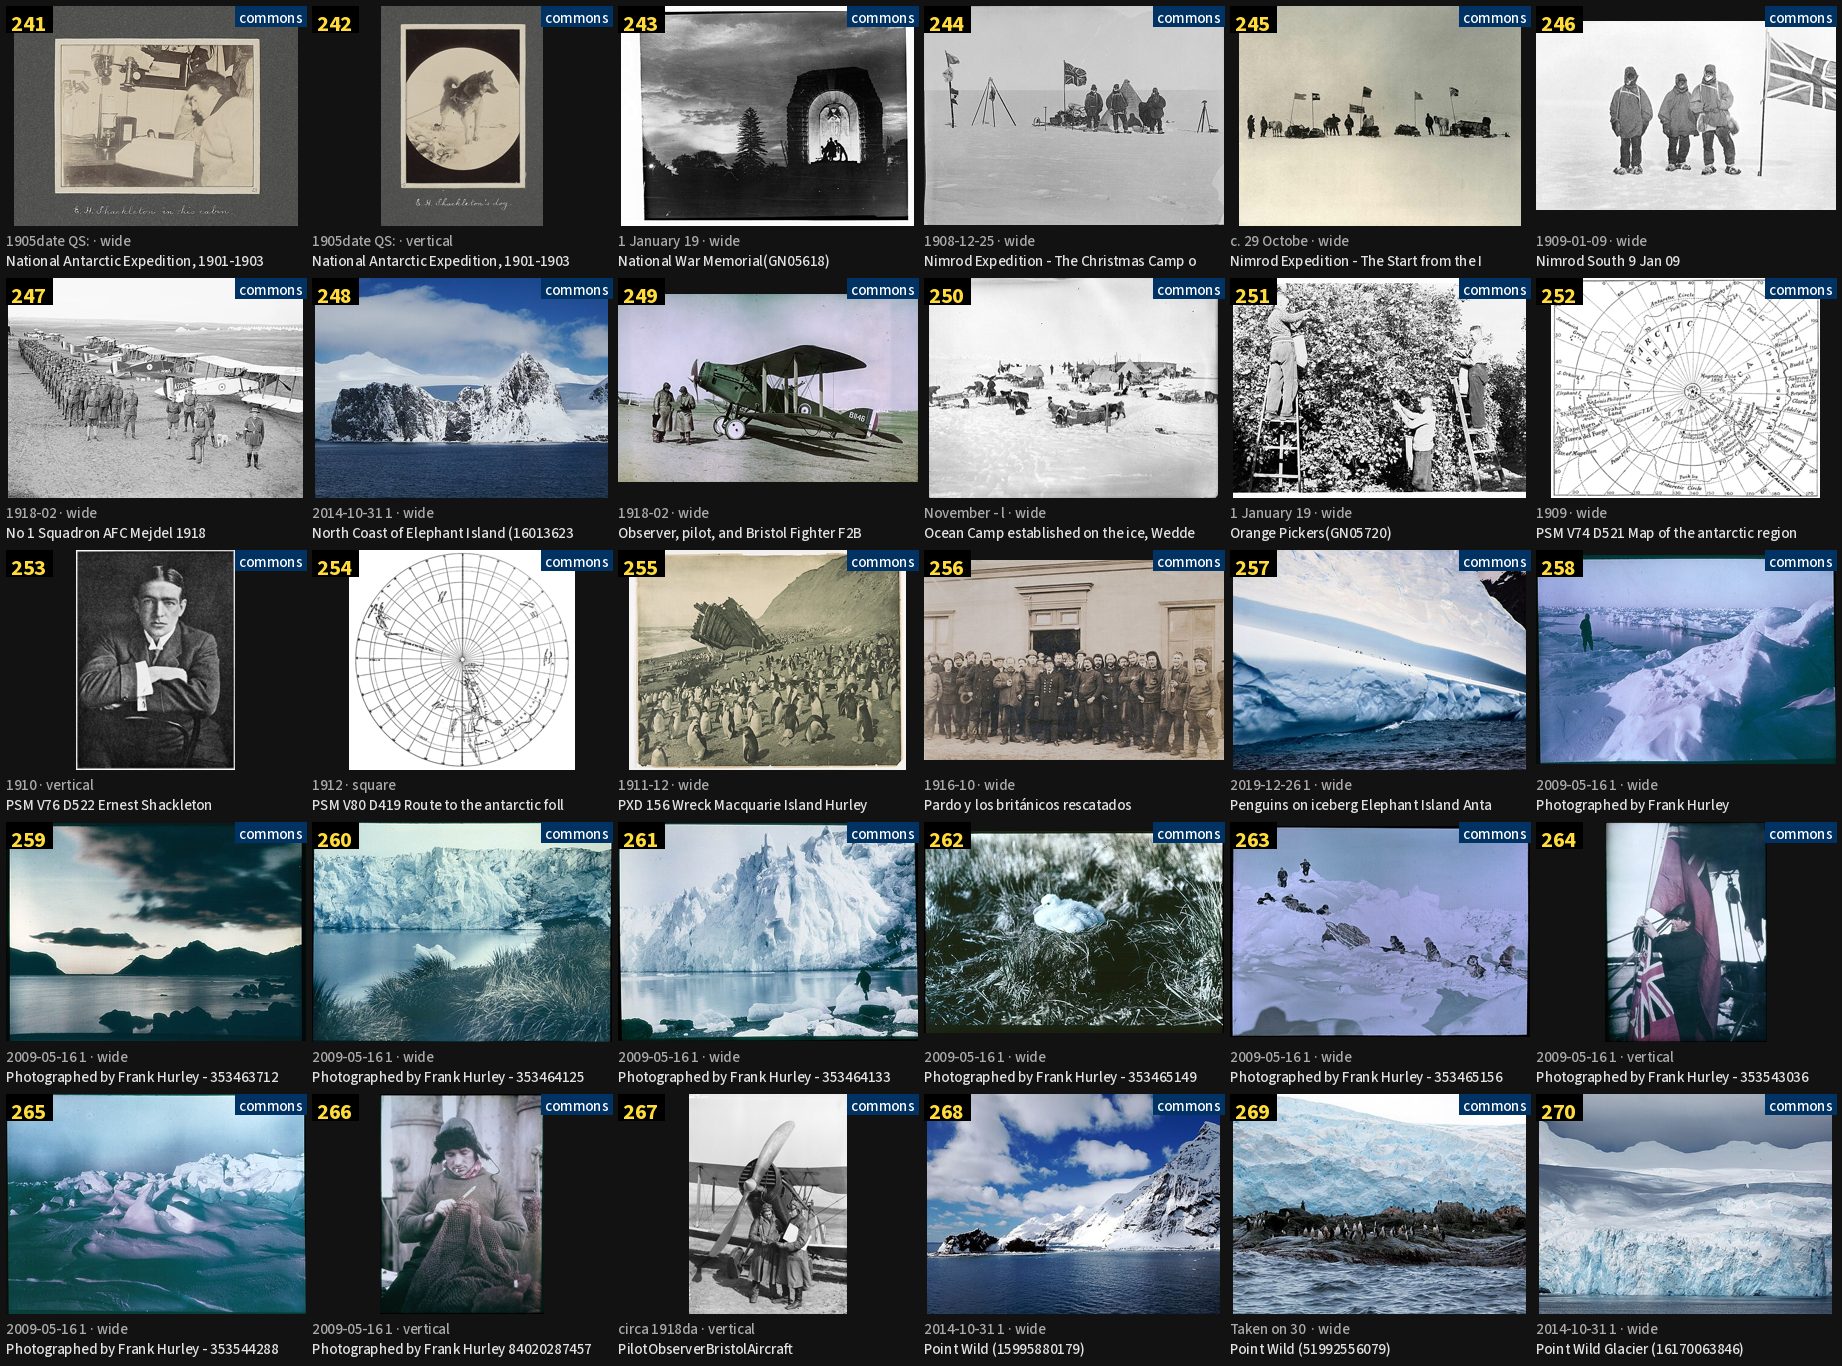 241
commons
E. H. Shackleton in his cabin.
1905date QS: · wide
National Antarctic Expedition, 1901-1903
242
commons
E. H. Shackleton's dog
1905date QS: · vertical
National Antarctic Expedition, 1901-1903
243
commons
1 January 19 · wide
National War Memorial(GN05618)
244
commons
1908-12-25 · wide
Nimrod Expedition - The Christmas Camp o
245
commons
c. 29 Octobe · wide
Nimrod Expedition - The Start from the I
246
commons
1909-01-09 · wide
Nimrod South 9 Jan 09
247
commons
1918-02 · wide
No 1 Squadron AFC Mejdel 1918
248
commons
2014-10-31 1 · wide
North Coast of Elephant Island (16013623
249
commons
1918-02 · wide
Observer, pilot, and Bristol Fighter F2B
250
commons
November - l · wide
Ocean Camp established on the ice, Wedde
251
commons
1 January 19 · wide
Orange Pickers(GN05720)
252
commons
Antarctic Circle
ANTARCTIC
SEA
Cape Horn
Tierra del Fuego
Antarctic Circle
1909 · wide
PSM V74 D521 Map of the antarctic region
253
commons
1910 · vertical
PSM V76 D522 Ernest Shackleton
254
commons
1912 · square
PSM V80 D419 Route to the antarctic foll
255
commons
1911-12 · wide
PXD 156 Wreck Macquarie Island Hurley
256
commons
1916-10 · wide
Pardo y los británicos rescatados
257
commons
2019-12-26 1 · wide
Penguins on iceberg Elephant Island Anta
258
commons
2009-05-16 1 · wide
Photographed by Frank Hurley
259
commons
2009-05-16 1 · wide
Photographed by Frank Hurley - 353463712
260
commons
2009-05-16 1 · wide
Photographed by Frank Hurley - 353464125
261
commons
2009-05-16 1 · wide
Photographed by Frank Hurley - 353464133
262
commons
2009-05-16 1 · wide
Photographed by Frank Hurley - 353465149
263
commons
2009-05-16 1 · wide
Photographed by Frank Hurley - 353465156
264
commons
2009-05-16 1 · vertical
Photographed by Frank Hurley - 353543036
265
commons
2009-05-16 1 · wide
Photographed by Frank Hurley - 353544288
266
commons
2009-05-16 1 · vertical
Photographed by Frank Hurley 84020287457
267
commons
circa 1918da · vertical
PilotObserverBristolAircraft
268
commons
2014-10-31 1 · wide
Point Wild (15995880179)
269
commons
Taken on 30 · wide
Point Wild (51992556079)
270
commons
2014-10-31 1 · wide
Point Wild Glacier (16170063846)